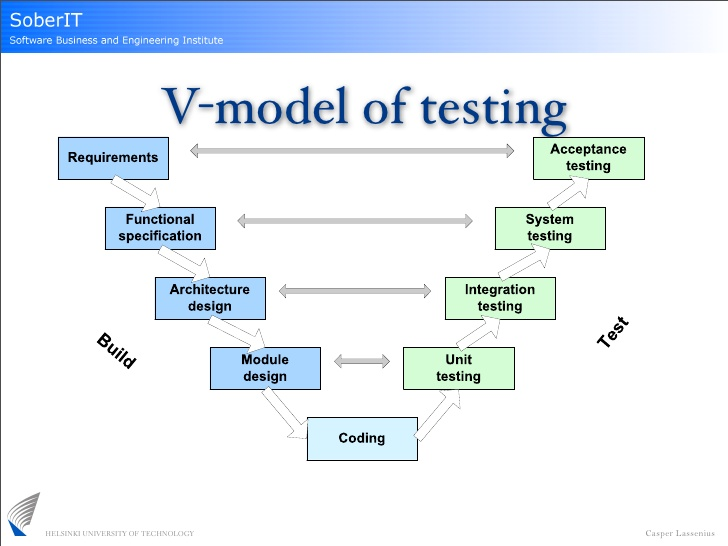 SoberIT
Software Business and Engineering Institute
V-model of testing
Requirements
Acceptance
testing
Functional
specification
System
testing
Architecture
design
Integration
testing
Build
Test
Module
design
Unit
testing
Coding
HELSINKI UNIVERSITY OF TECHNOLOGY
Casper Lassenius